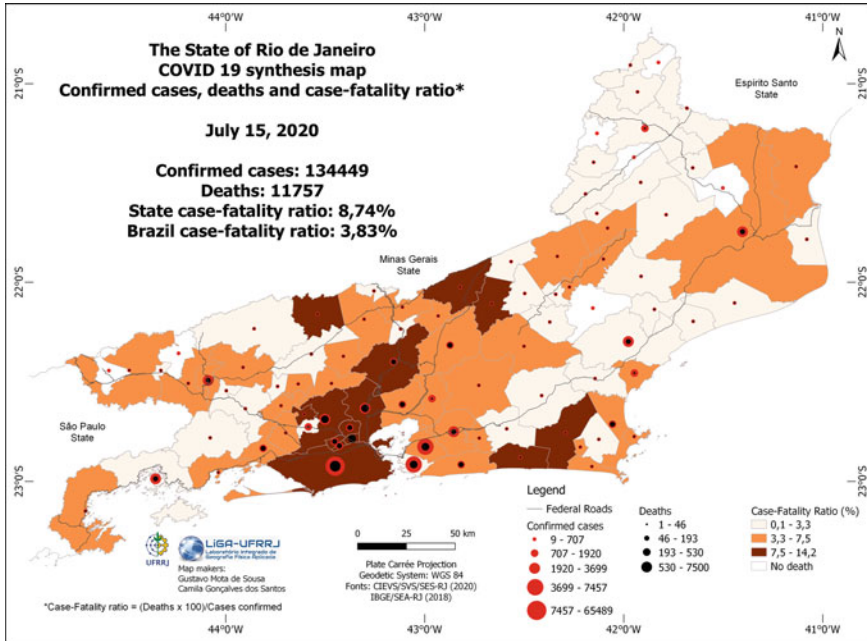 44°0'W
43°0'W
42°0'W
41°0'W
The State of Rio de Janeiro
COVID 19 synthesis map
Confirmed cases, deaths and case-fatality ratio*
July 15, 2020
Confirmed cases: 134449
Deaths: 11757
State case-fatality ratio: 8,74%
Brazil case-fatality ratio: 3,83%
N
21°0'S
21°0'S
Espirito Santo
State
Minas Gerais
State
22°0'S
22°0'S
São Paulo
State
23°0'S
23°0'S
UFRRJ
LiGA-UFRRJ
Laboratório Integrado de
Geografia Física Aplicada
Map makers:
Gustavo Mota de Sousa
Camila Gonçalves dos Santos
*Case-Fatality ratio = (Deaths x 100)/Cases confirmed
0 25 50 km
Plate Carrée Projection
Geodetic System: WGS 84
Fonts: CIEVS/SVS/SES-RJ (2020)
IBGE/SEA-RJ (2018)
Legend
Federal Roads
Confirmed cases
9 - 707
707 - 1920
1920 - 3699
3699 - 7457
7457 - 65489
Deaths
1 - 46
46 - 193
193 - 530
530 - 7500
Case-Fatality Ratio (%)
0,1 - 3,3
3,3 - 7,5
7,5 - 14,2
No death
44°0'W
43°0'W
42°0'W
41°0'W